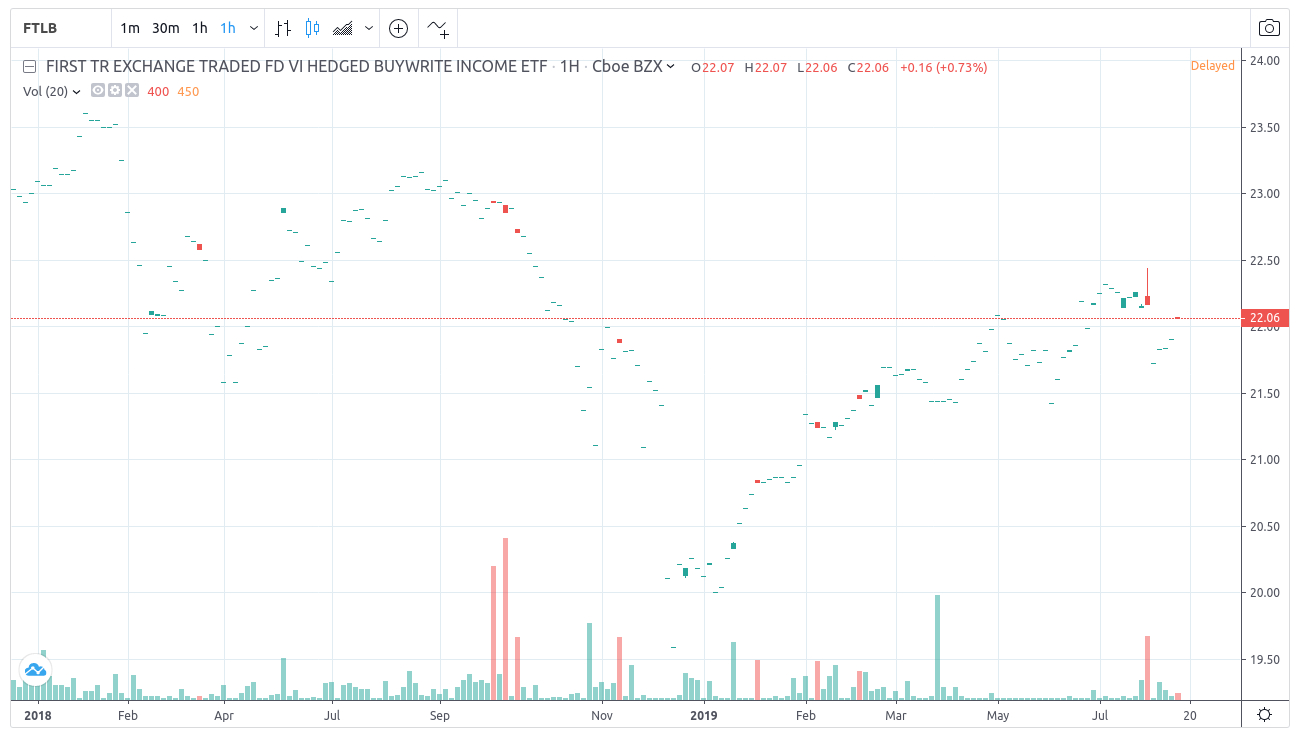 FTLB 1m 30m 1h 1h
FIRST TR EXCHANGE TRADED FD VI HEDGED BUYWRITE INCOME ETF · 1H · Cboe BZX O22.07 H22.07 L22.06 C22.06 +0.16 (+0.73%) Delayed
Vol (20) 400 450
24.00
23.50
23.00
22.50
22.06
22.00
21.50
21.00
20.50
20.00
19.50
2018 Feb Apr Jul Sep Nov 2019 Feb Mar May Jul 20